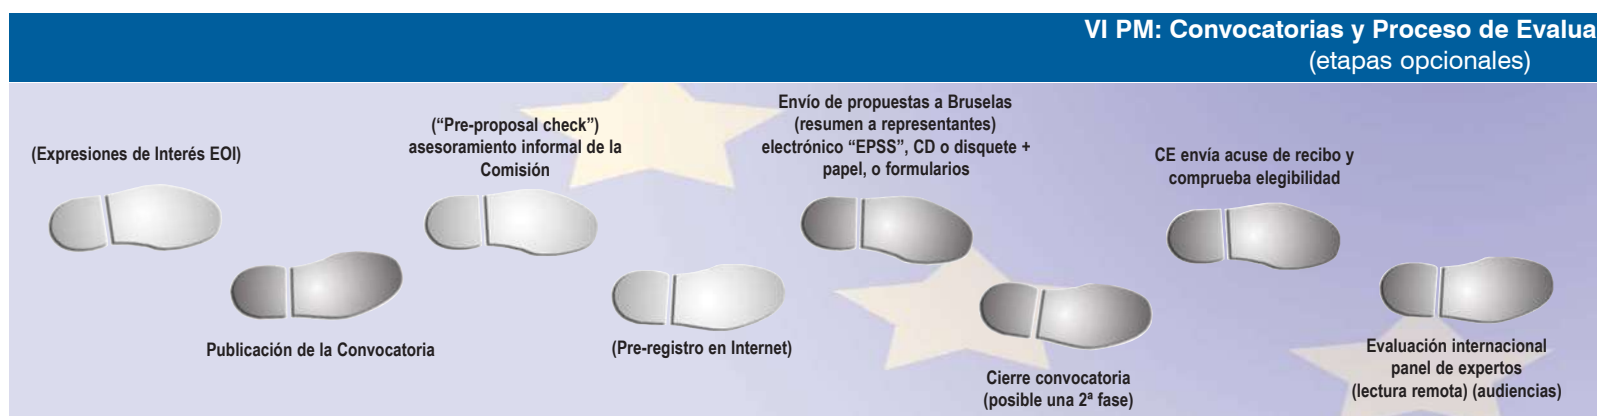 VI PM: Convocatorias y Proceso de Evalua
(etapas opcionales)
(Expresiones de Interés EOI)
Publicación de la Convocatoria
(“Pre-proposal check”)
asesoramiento informal de la
Comisión
(Pre-registro en Internet)
Envío de propuestas a Bruselas
(resumen a representantes)
electrónico “EPSS”, CD o disquete +
papel, o formularios
Cierre convocatoria
(posible una 2ª fase)
CE envía acuse de recibo y
comprueba elegibilidad
Evaluación internacional
panel de expertos
(lectura remota) (audiencias)